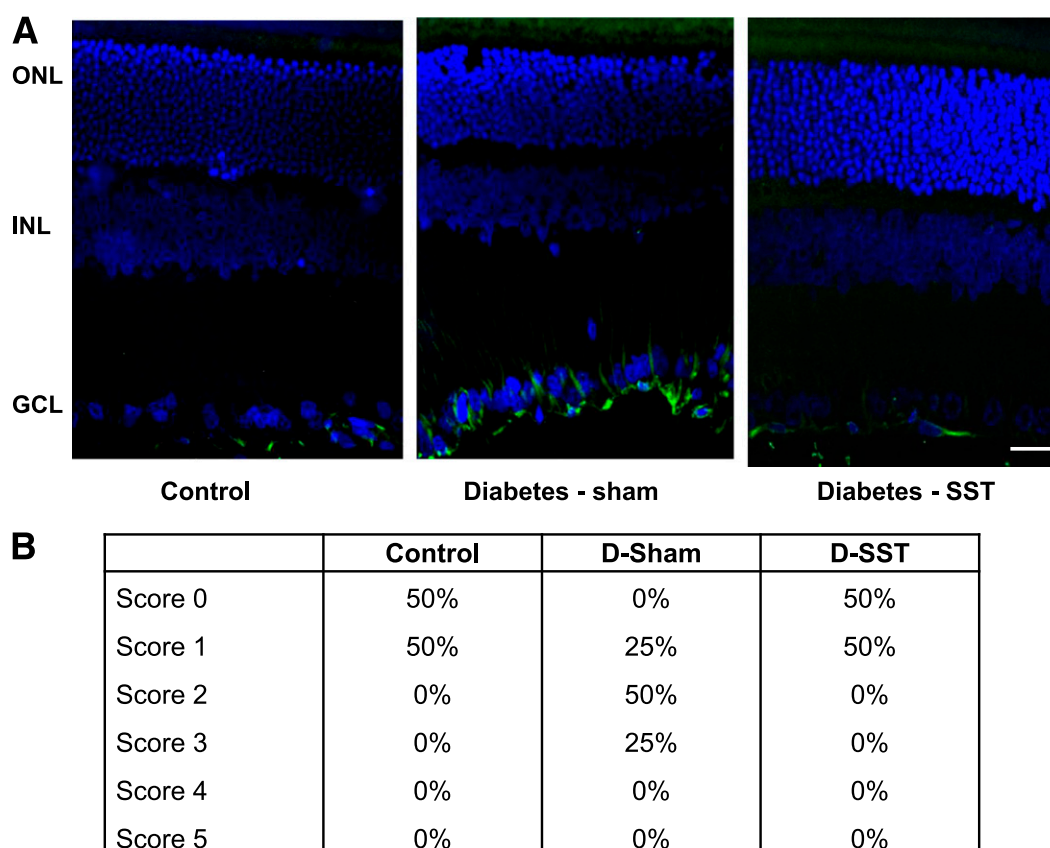 A
ONL
INL
GCL
Control Diabetes - sham Diabetes - SST
B
Control D-Sham D-SST
Score 0 50% 0% 50%
Score 1 50% 25% 50%
Score 2 0% 50% 0%
Score 3 0% 25% 0%
Score 4 0% 0% 0%
Score 5 0% 0% 0%